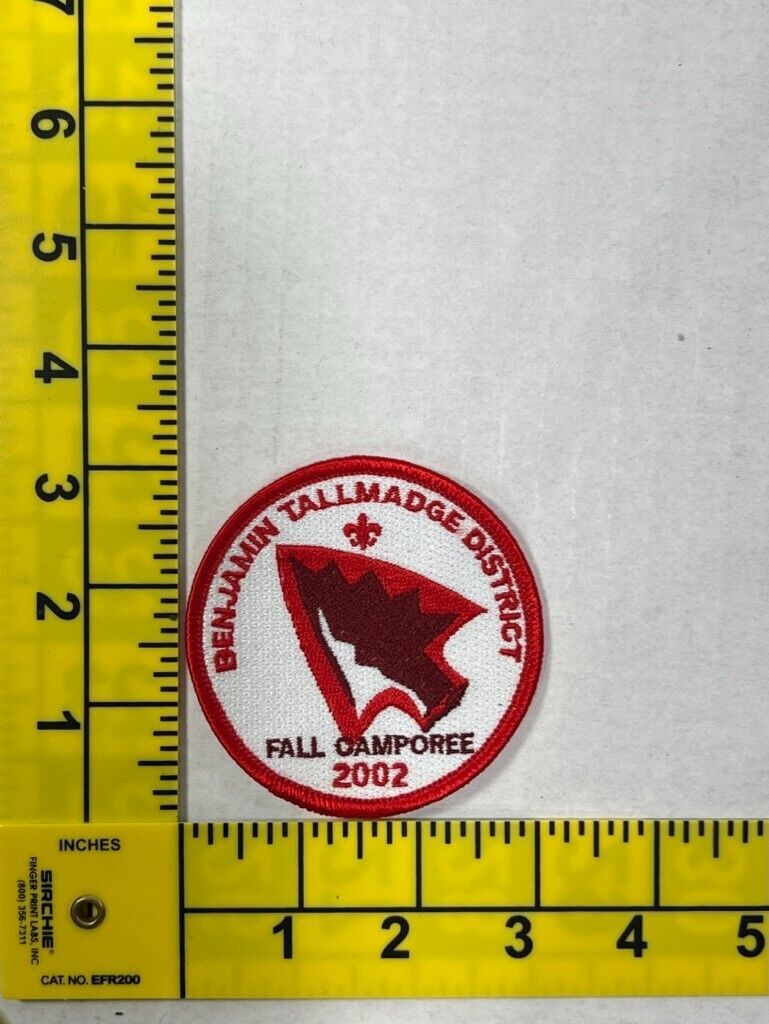 7
6
5
4
3
2
1
BENJAMIN TALLMADGE DISTRICT
FALL CAMPOREE
2002
INCHES
SIRCHIE®
FINGER PRINT LABS, INC
(800) 356-7311
CAT. NO. EFR200
1 2 3 4 5